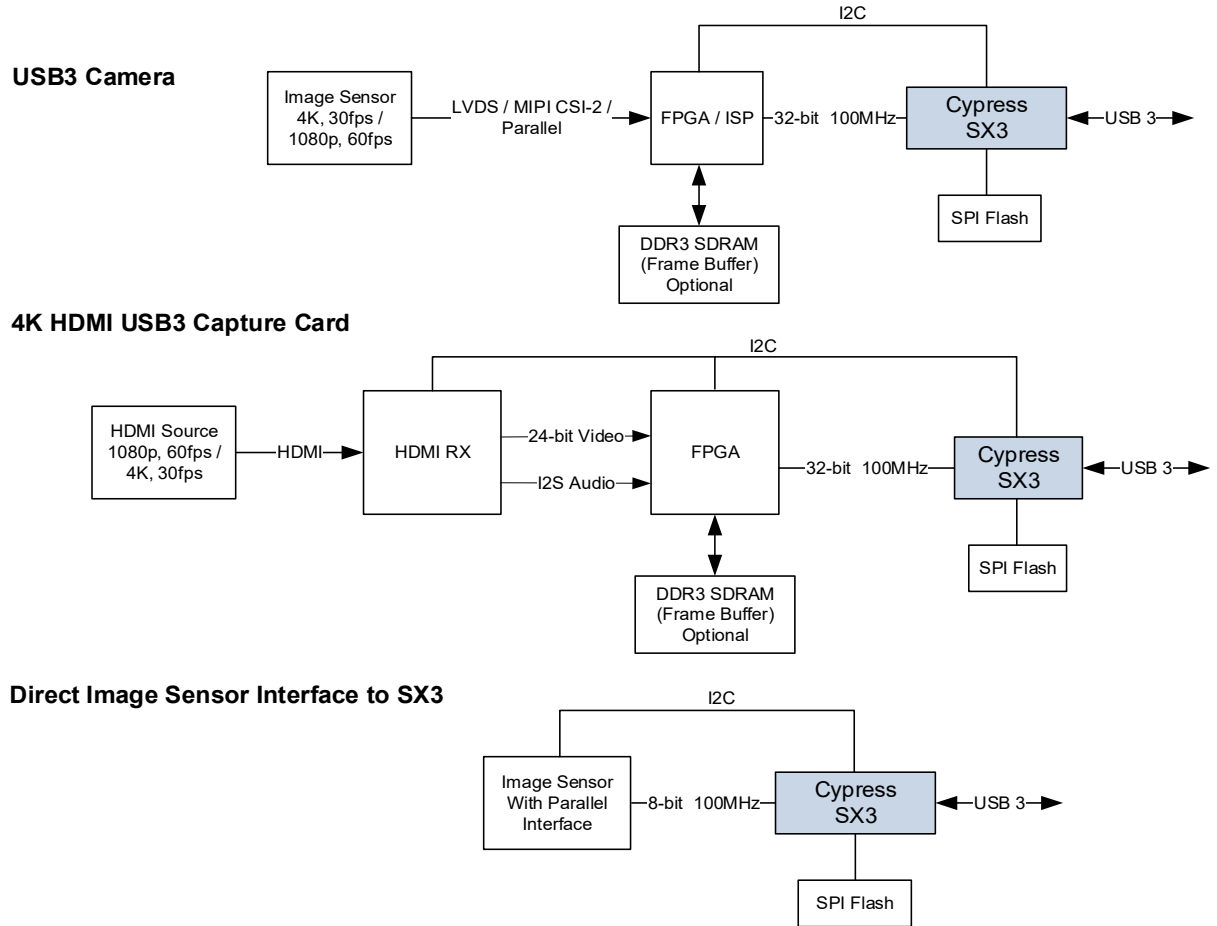 I2C
USB3 Camera
Image Sensor
4K, 30fps /
1080p, 60fps
LVDS / MIPI CSI-2 /
Parallel
FPGA / ISP
32-bit 100MHz
Cypress
SX3
USB 3
SPI Flash
DDR3 SDRAM
(Frame Buffer)
Optional
4K HDMI USB3 Capture Card
I2C
HDMI Source
1080p, 60fps /
4K, 30fps
HDMI
HDMI RX
24-bit Video
I2S Audio
FPGA
32-bit 100MHz
Cypress
SX3
USB 3
SPI Flash
DDR3 SDRAM
(Frame Buffer)
Optional
Direct Image Sensor Interface to SX3
I2C
Image Sensor
With Parallel
Interface
8-bit 100MHz
Cypress
SX3
USB 3
SPI Flash